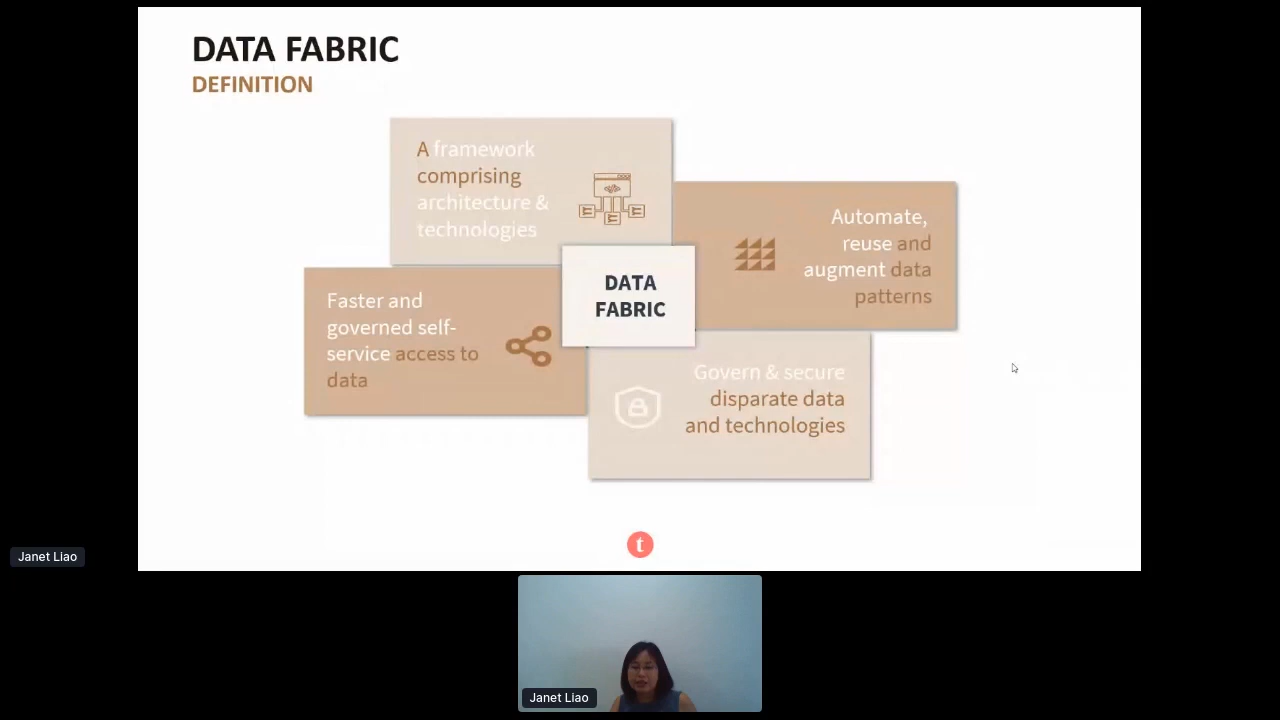 DATA FABRIC
DEFINITION
A framework
comprising
architecture &
technologies
Automate,
reuse and
augment data
patterns
DATA
FABRIC
Faster and
governed self-
service access to
data
Govern & secure
disparate data
and technologies
t
Janet Liao
Janet Liao